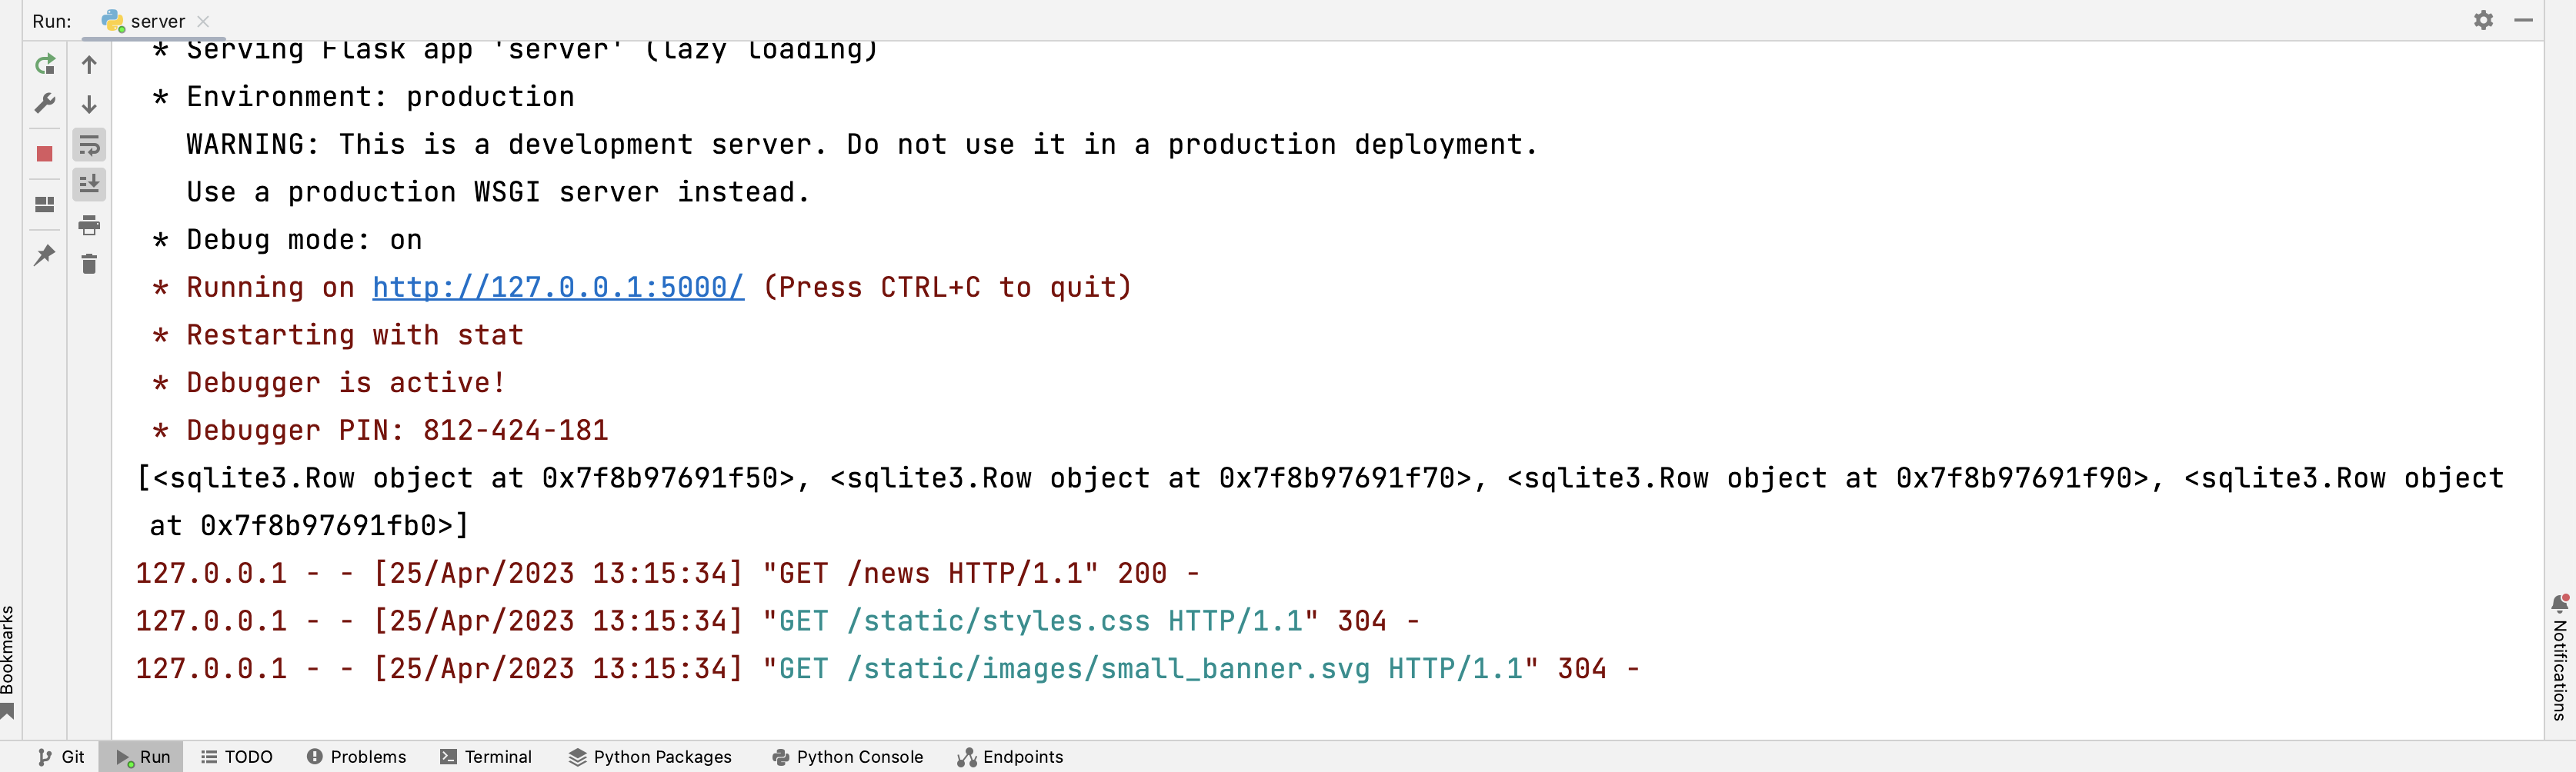 Run: server
* Serving Flask app 'server' (lazy loading)
* Environment: production
WARNING: This is a development server. Do not use it in a production deployment.
Use a production WSGI server instead.
* Debug mode: on
* Running on http://127.0.0.1:5000/ (Press CTRL+C to quit)
* Restarting with stat
* Debugger is active!
* Debugger PIN: 812-424-181
[<sqlite3.Row object at 0x7f8b97691f50>, <sqlite3.Row object at 0x7f8b97691f70>, <sqlite3.Row object at 0x7f8b97691f90>, <sqlite3.Row object
at 0x7f8b97691fb0>]
127.0.0.1 - - [25/Apr/2023 13:15:34] "GET /news HTTP/1.1" 200 -
127.0.0.1 - - [25/Apr/2023 13:15:34] "GET /static/styles.css HTTP/1.1" 304 -
127.0.0.1 - - [25/Apr/2023 13:15:34] "GET /static/images/small_banner.svg HTTP/1.1" 304 -
Bookmarks
Notifications
Git Run TODO Problems Terminal Python Packages Python Console Endpoints